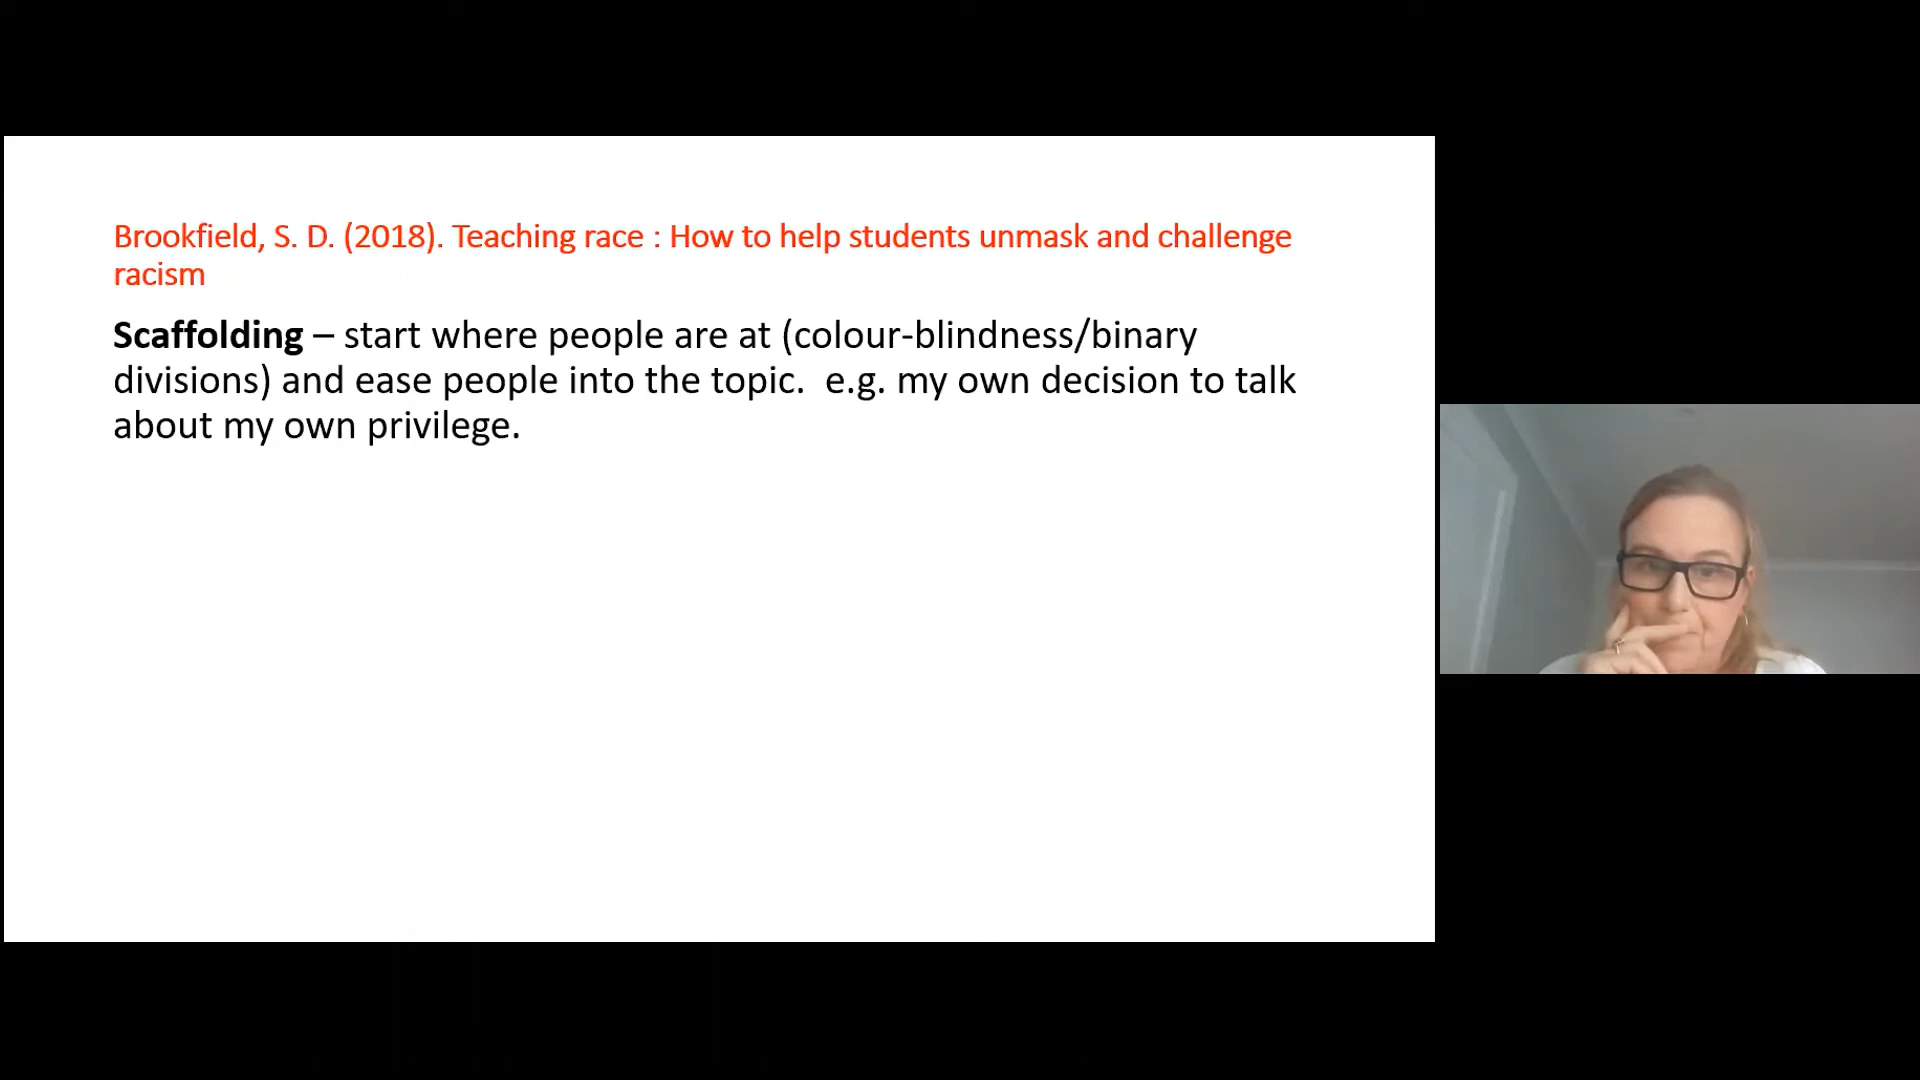 Brookfield, S. D. (2018). Teaching race : How to help students unmask and challenge
racism
Scaffolding – start where people are at (colour-blindness/binary
divisions) and ease people into the topic.  e.g. my own decision to talk
about my own privilege.